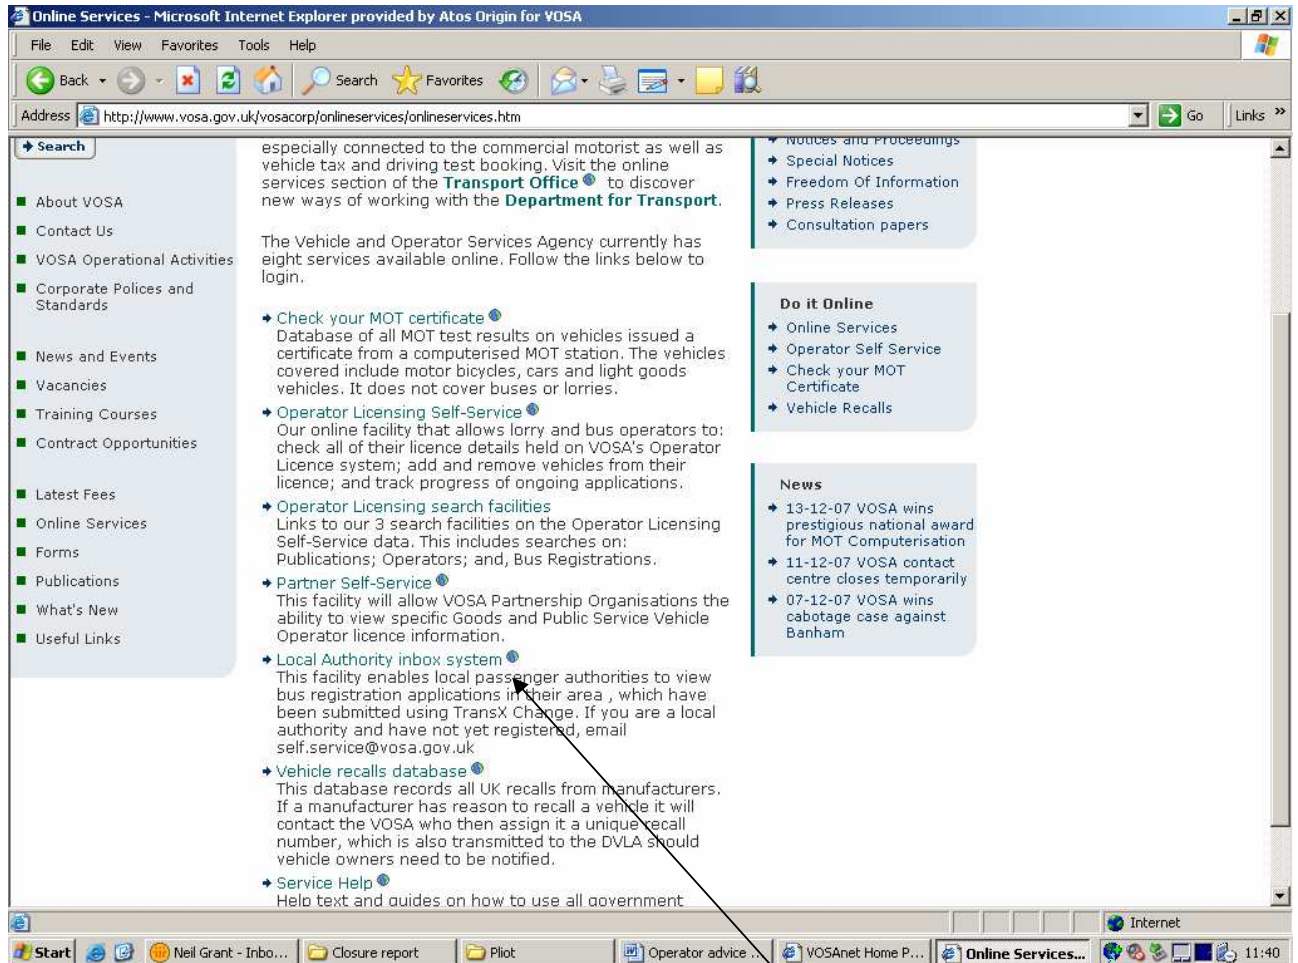 Online Services - Microsoft Internet Explorer provided by Atos Origin for VOSA
File Edit View Favorites Tools Help
Back Search Favorites
Address http://www.vosa.gov.uk/vosacorp/onlineservices/onlineservices.htm Go Links »
Search
About VOSA
Contact Us
VOSA Operational Activities
Corporate Polices and
Standards
News and Events
Vacancies
Training Courses
Contract Opportunities
Latest Fees
Online Services
Forms
Publications
What's New
Useful Links
especially connected to the commercial motorist as well as
vehicle tax and driving test booking. Visit the online
services section of the Transport Office to discover
new ways of working with the Department for Transport.
The Vehicle and Operator Services Agency currently has
eight services available online. Follow the links below to
login.
Check your MOT certificate
Database of all MOT test results on vehicles issued a
certificate from a computerised MOT station. The vehicles
covered include motor bicycles, cars and light goods
vehicles. It does not cover buses or lorries.
Operator Licensing Self-Service
Our online facility that allows lorry and bus operators to:
check all of their licence details held on VOSA's Operator
Licence system; add and remove vehicles from their
licence; and track progress of ongoing applications.
Operator Licensing search facilities
Links to our 3 search facilities on the Operator Licensing
Self-Service data. This includes searches on:
Publications; Operators; and, Bus Registrations.
Partner Self-Service
This facility will allow VOSA Partnership Organisations the
ability to view specific Goods and Public Service Vehicle
Operator licence information.
Local Authority inbox system
This facility enables local passenger authorities to view
bus registration applications in their area , which have
been submitted using TransX Change. If you are a local
authority and have not yet registered, email
self.service@vosa.gov.uk
Vehicle recalls database
This database records all UK recalls from manufacturers.
If a manufacturer has reason to recall a vehicle it will
contact the VOSA who then assign it a unique recall
number, which is also transmitted to the DVLA should
vehicle owners need to be notified.
Service Help
Help text and guides on how to use all government
Notices and Proceedings
Special Notices
Freedom Of Information
Press Releases
Consultation papers
Do it Online
Online Services
Operator Self Service
Check your MOT
Certificate
Vehicle Recalls
News
13-12-07 VOSA wins
prestigious national award
for MOT Computerisation
11-12-07 VOSA contact
centre closes temporarily
07-12-07 VOSA wins
cabotage case against
Banham
Internet
Start Neil Grant - Inbo... Closure report Pliot Operator advice ... VOSAnet Home P... Online Services... 11:40